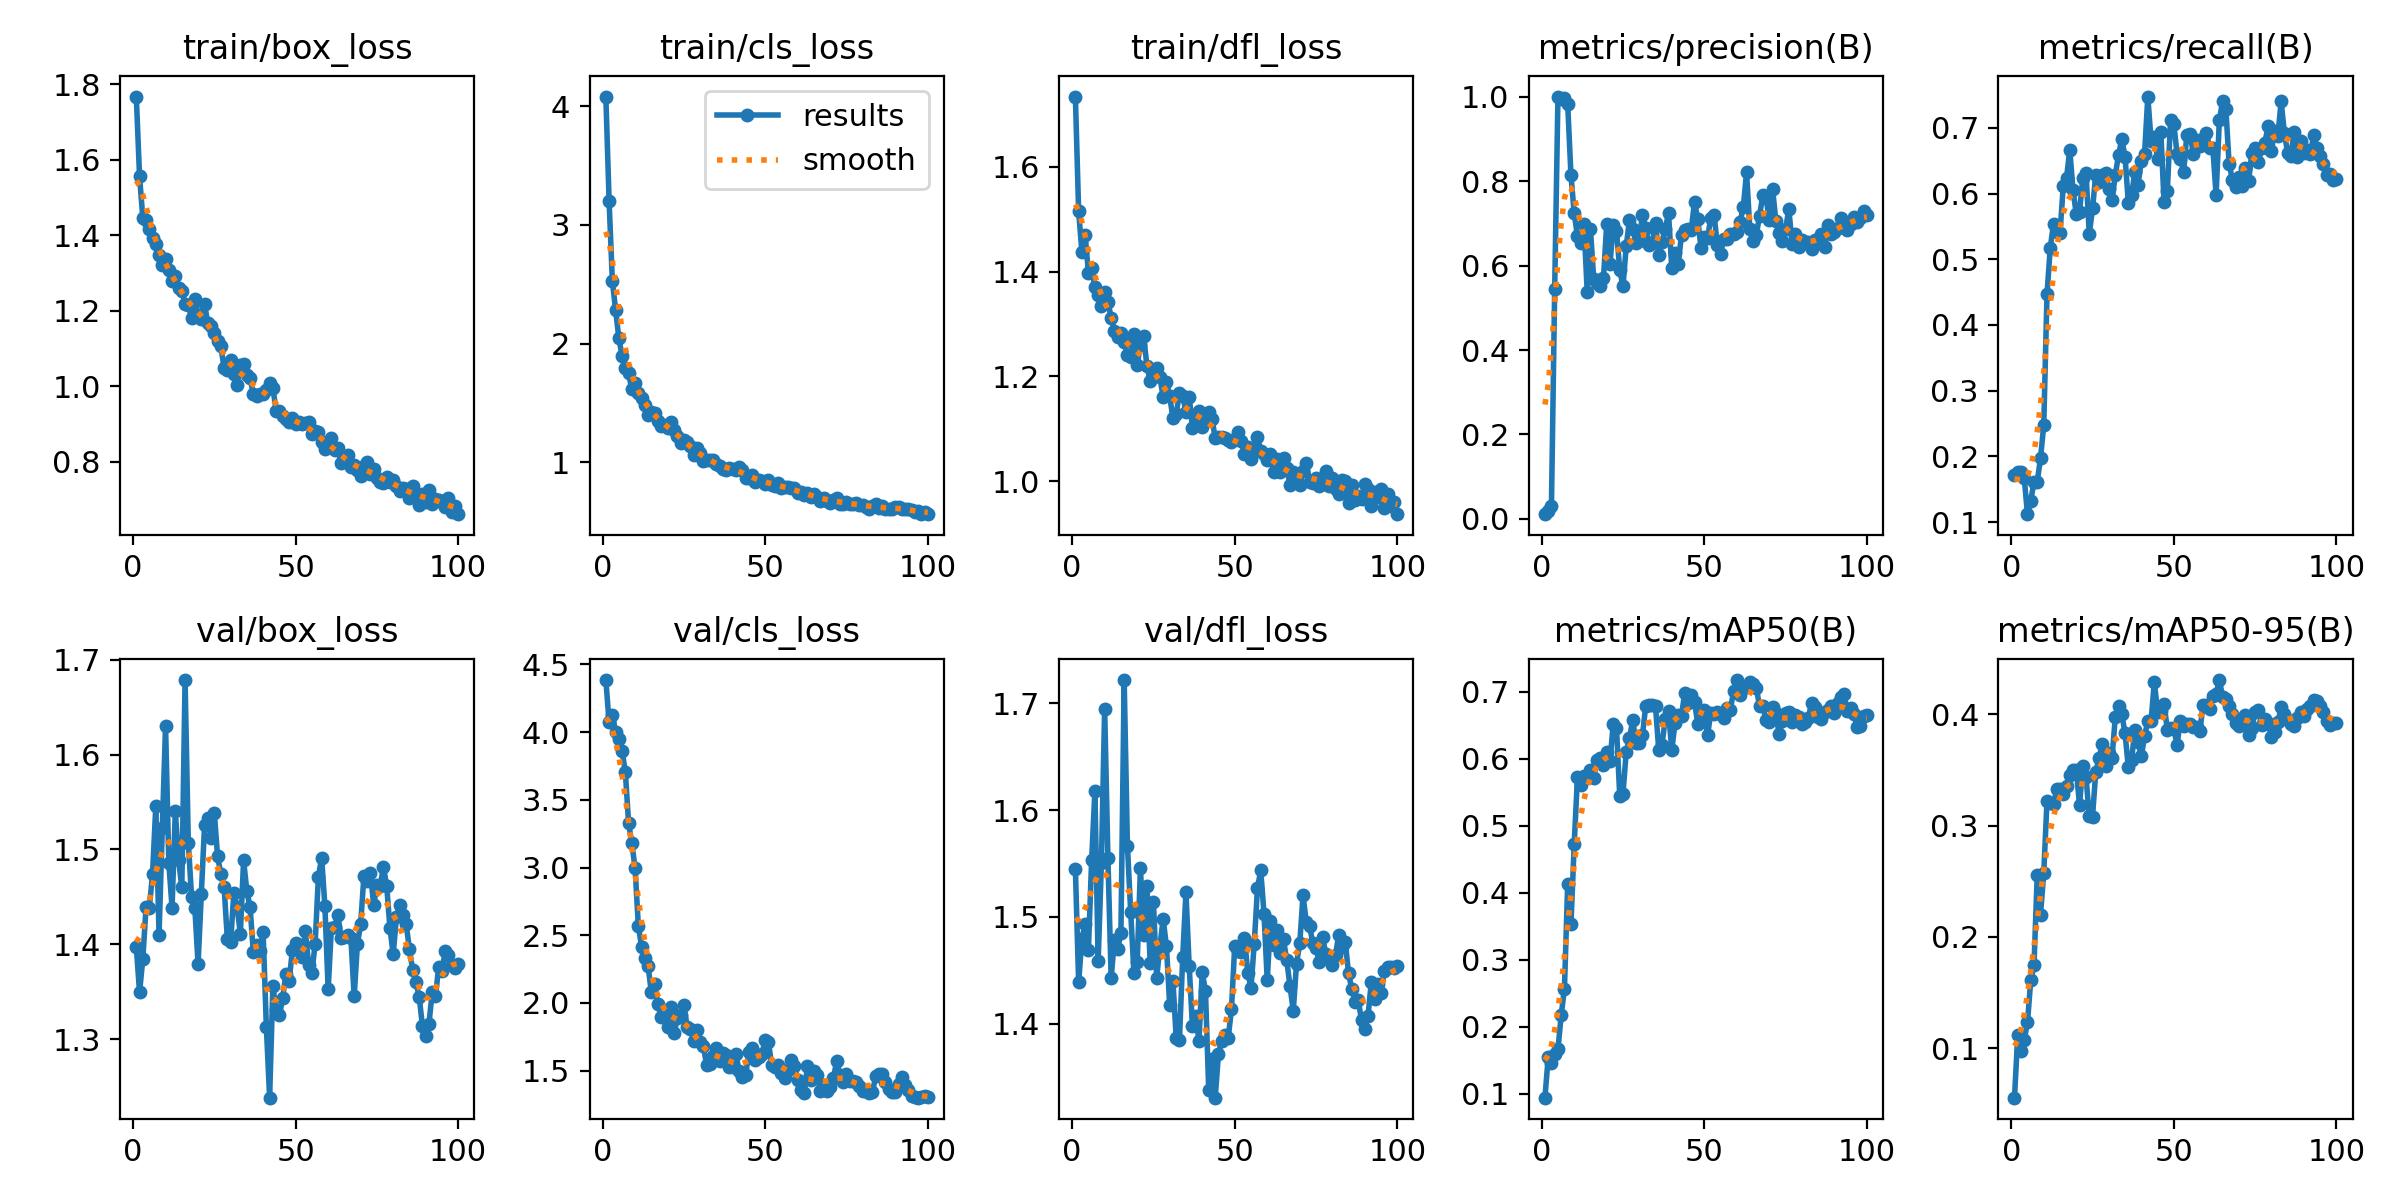 train/box_loss
1.8
1.6
1.4
1.2
1.0
0.8
0 50 100
train/cls_loss
results
smooth
4
3
2
1
0 50 100
train/dfl_loss
1.6
1.4
1.2
1.0
0 50 100
metrics/precision(B)
1.0
0.8
0.6
0.4
0.2
0.0
0 50 100
metrics/recall(B)
0.7
0.6
0.5
0.4
0.3
0.2
0.1
0 50 100
val/box_loss
1.7
1.6
1.5
1.4
1.3
0 50 100
val/cls_loss
4.5
4.0
3.5
3.0
2.5
2.0
1.5
0 50 100
val/dfl_loss
1.7
1.6
1.5
1.4
0 50 100
metrics/mAP50(B)
0.7
0.6
0.5
0.4
0.3
0.2
0.1
0 50 100
metrics/mAP50-95(B)
0.4
0.3
0.2
0.1
0 50 100